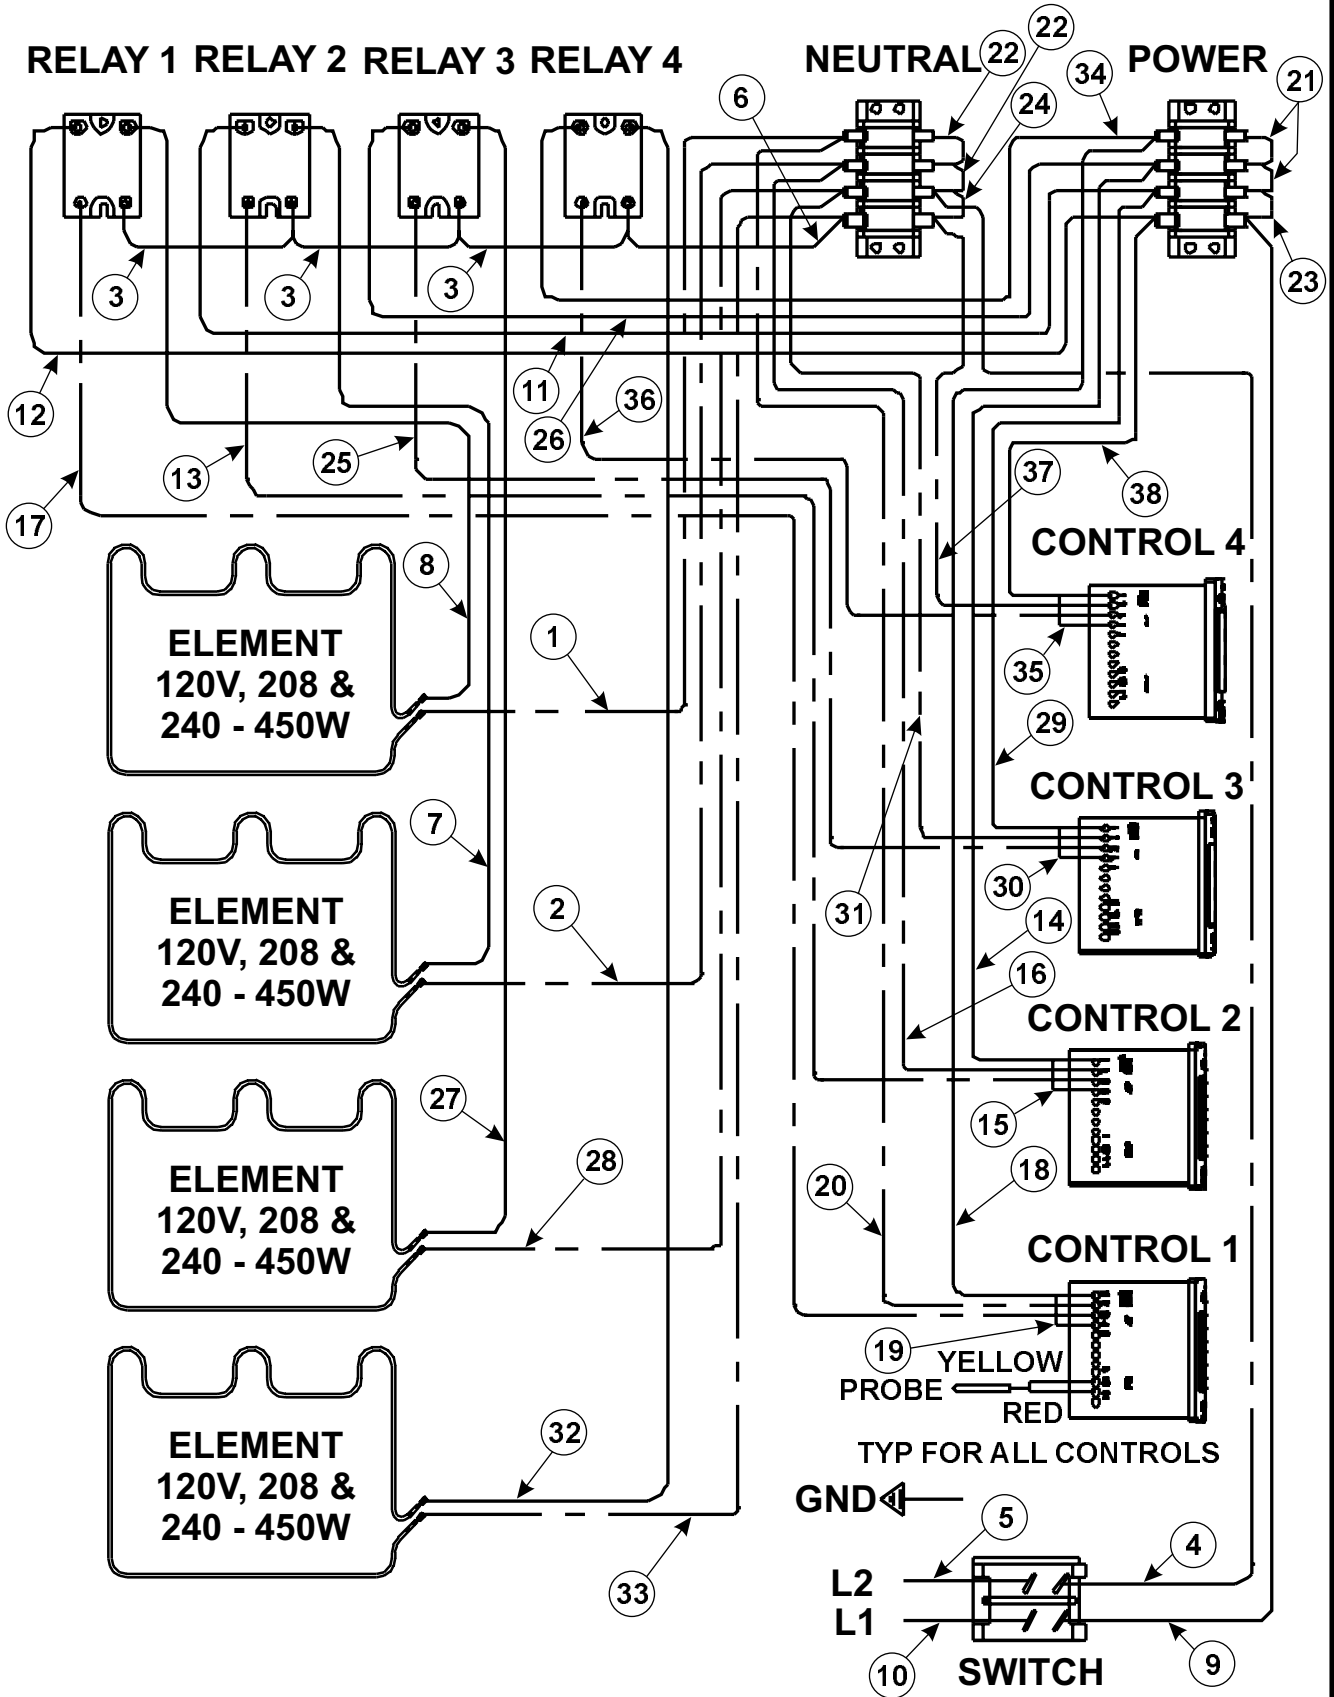 RELAY 1 RELAY 2 RELAY 3 RELAY 4 NEUTRAL POWER
22
22
6
34
24
21
3
3
3
23
12
11
26
36
17
13
25
37
38
CONTROL 4
8
ELEMENT
120V, 208 &
240 - 450W
1
35
29
CONTROL 3
7
ELEMENT
120V, 208 &
240 - 450W
2
30
31
14
16
CONTROL 2
27
15
ELEMENT
120V, 208 &
240 - 450W
28
20
18
CONTROL 1
19
YELLOW
PROBE
RED
TYP FOR ALL CONTROLS
ELEMENT
120V, 208 &
240 - 450W
32
33
GND
5
4
L2
L1
10
9
SWITCH